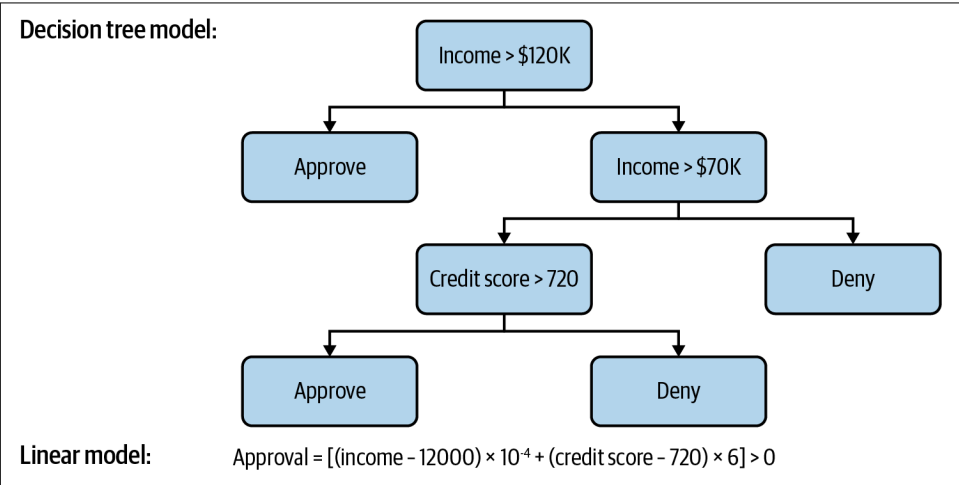 Decision tree model:
Income > $120K
Approve
Income > $70K
Credit score > 720
Deny
Approve
Deny
Linear model:
Approval = [(income – 12000) × 10⁻⁴ + (credit score – 720) × 6] > 0